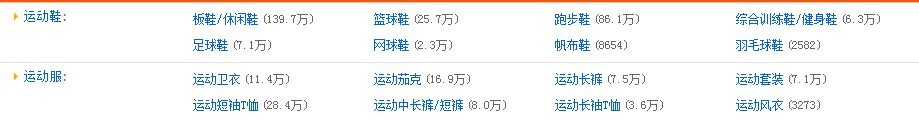 运动鞋： 板鞋/休闲鞋 (139.7万) 篮球鞋 (25.7万) 跑步鞋 (86.1万) 综合训练鞋/健身鞋 (6.3万)
足球鞋 (7.1万) 网球鞋 (2.3万) 帆布鞋 (8654) 羽毛球鞋 (2582)
运动服： 运动卫衣 (11.4万) 运动茄克 (16.9万) 运动长裤 (7.5万) 运动套装 (7.1万)
运动短袖T恤 (28.4万) 运动中长裤/短裤 (8.0万) 运动长袖T恤 (3.6万) 运动风衣 (3273)